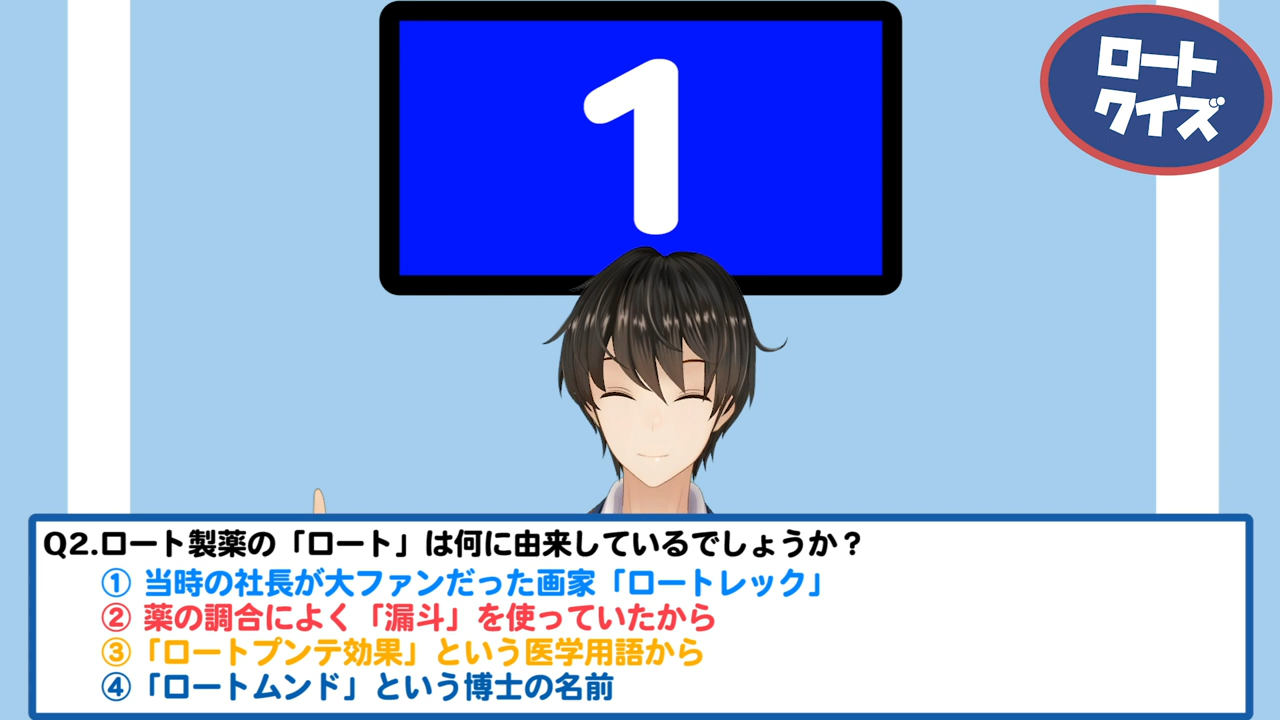 1
ロート
クイズ
Q2.ロート製薬の「ロート」は何に由来しているでしょうか？
① 当時の社長が大ファンだった画家「ロートレック」
② 薬の調合によく「漏斗」を使っていたから
③「ロートプンテ効果」という医学用語から
④「ロートムンド」という博士の名前